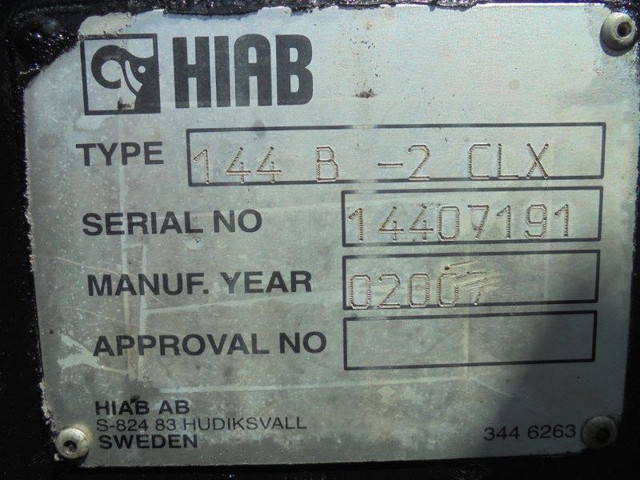 HIAB
TYPE 144 B -2 CLX
SERIAL NO 14407191
MANUF. YEAR 02007
APPROVAL NO
HIAB AB
S-824 83 HUDIKSVALL
SWEDEN 344 6263